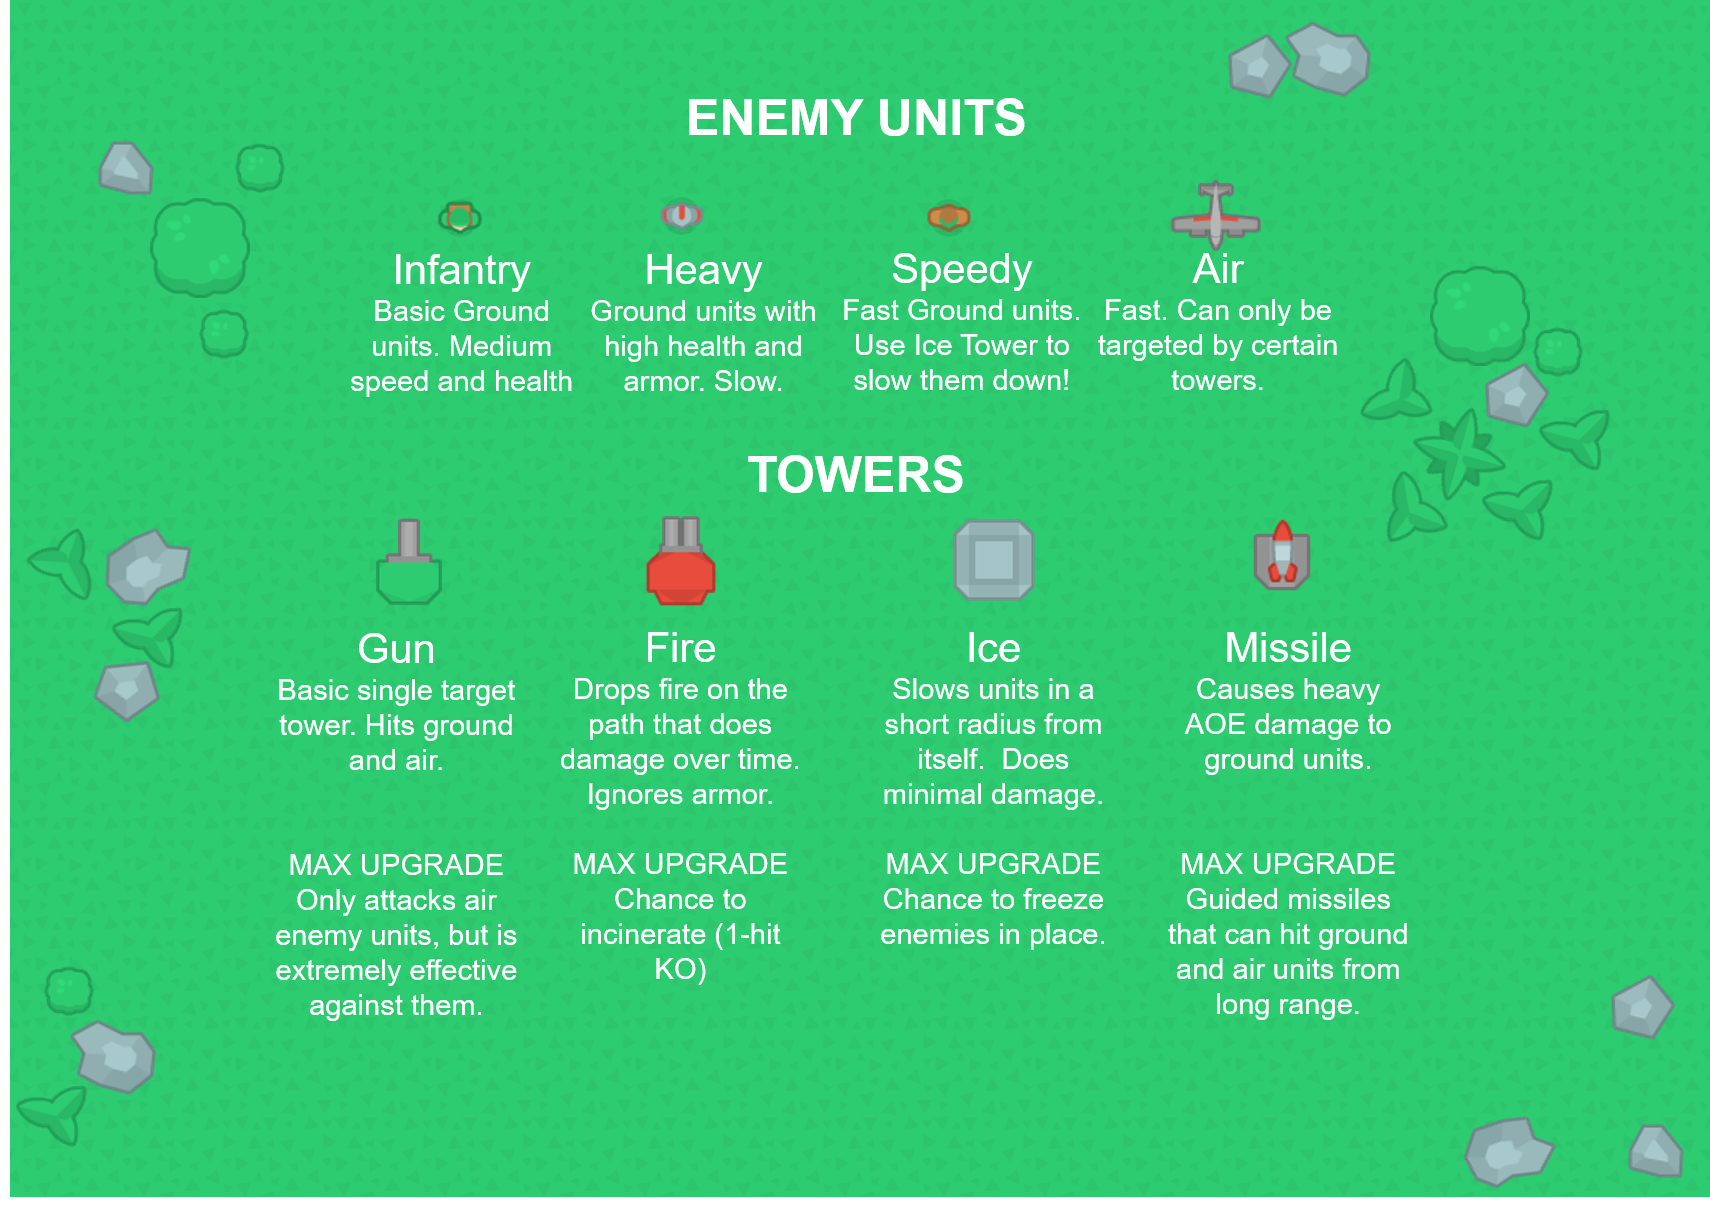 ENEMY UNITS
Infantry
Basic Ground
units. Medium
speed and health
Heavy
Ground units with
high health and
armor. Slow.
Speedy
Fast Ground units.
Use Ice Tower to
slow them down!
Air
Fast. Can only be
targeted by certain
towers.
TOWERS
Gun
Basic single target
tower. Hits ground
and air.
MAX UPGRADE
Only attacks air
enemy units, but is
extremely effective
against them.
Fire
Drops fire on the
path that does
damage over time.
Ignores armor.
MAX UPGRADE
Chance to
incinerate (1-hit
KO)
Ice
Slows units in a
short radius from
itself.  Does
minimal damage.
MAX UPGRADE
Chance to freeze
enemies in place.
Missile
Causes heavy
AOE damage to
ground units.
MAX UPGRADE
Guided missiles
that can hit ground
and air units from
long range.